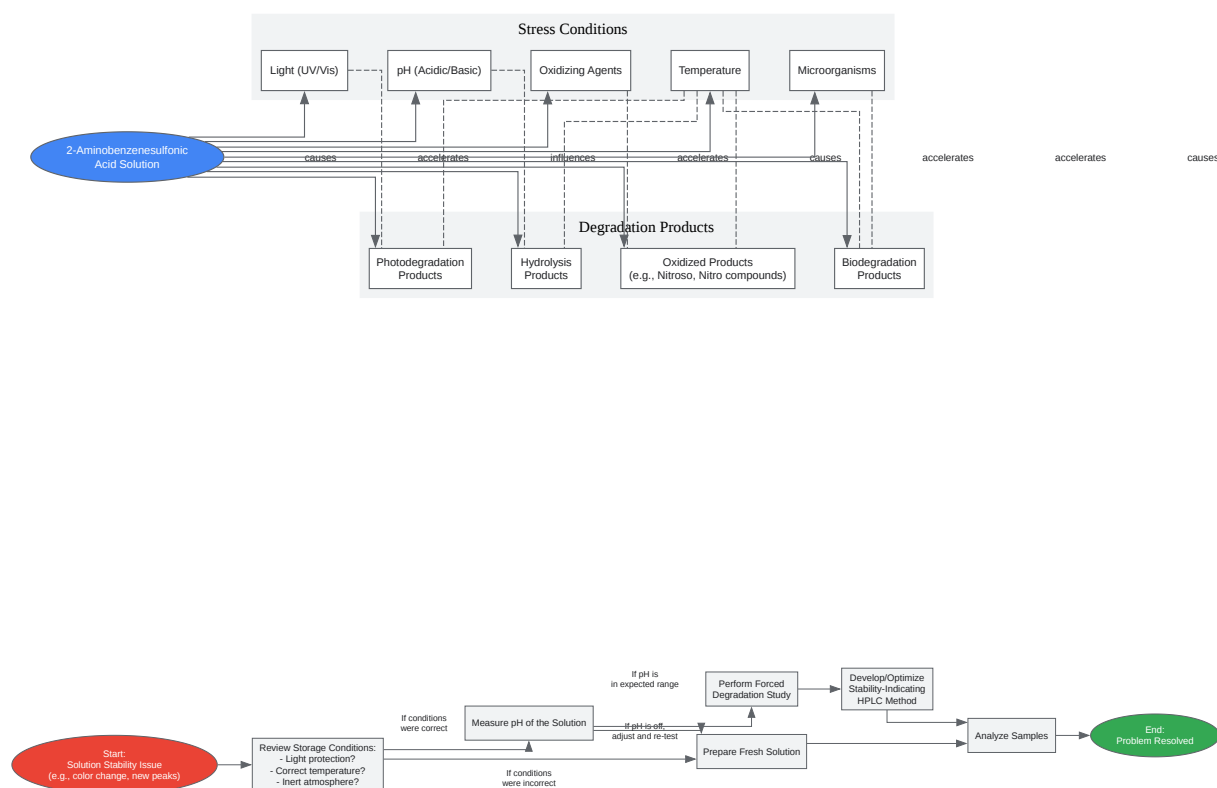 Stress Conditions
Light (UV/Vis)
pH (Acidic/Basic)
Oxidizing Agents
Temperature
Microorganisms
2-Aminobenzenesulfonic
Acid Solution
causes
accelerates
influences
accelerates
causes
accelerates
accelerates
causes
Degradation Products
Photodegradation
Products
Hydrolysis
Products
Oxidized Products
(e.g., Nitroso, Nitro compounds)
Biodegradation
Products
If pH is
in expected range
Perform Forced
Degradation Study
Develop/Optimize
Stability-Indicating
HPLC Method
If conditions
were correct
Measure pH of the Solution
If pH is off,
adjust and re-test
Prepare Fresh Solution
Analyze Samples
End:
Problem Resolved
Start:
Solution Stability Issue
(e.g., color change, new peaks)
Review Storage Conditions:
- Light protection?
- Correct temperature?
- Inert atmosphere?
If conditions
were incorrect